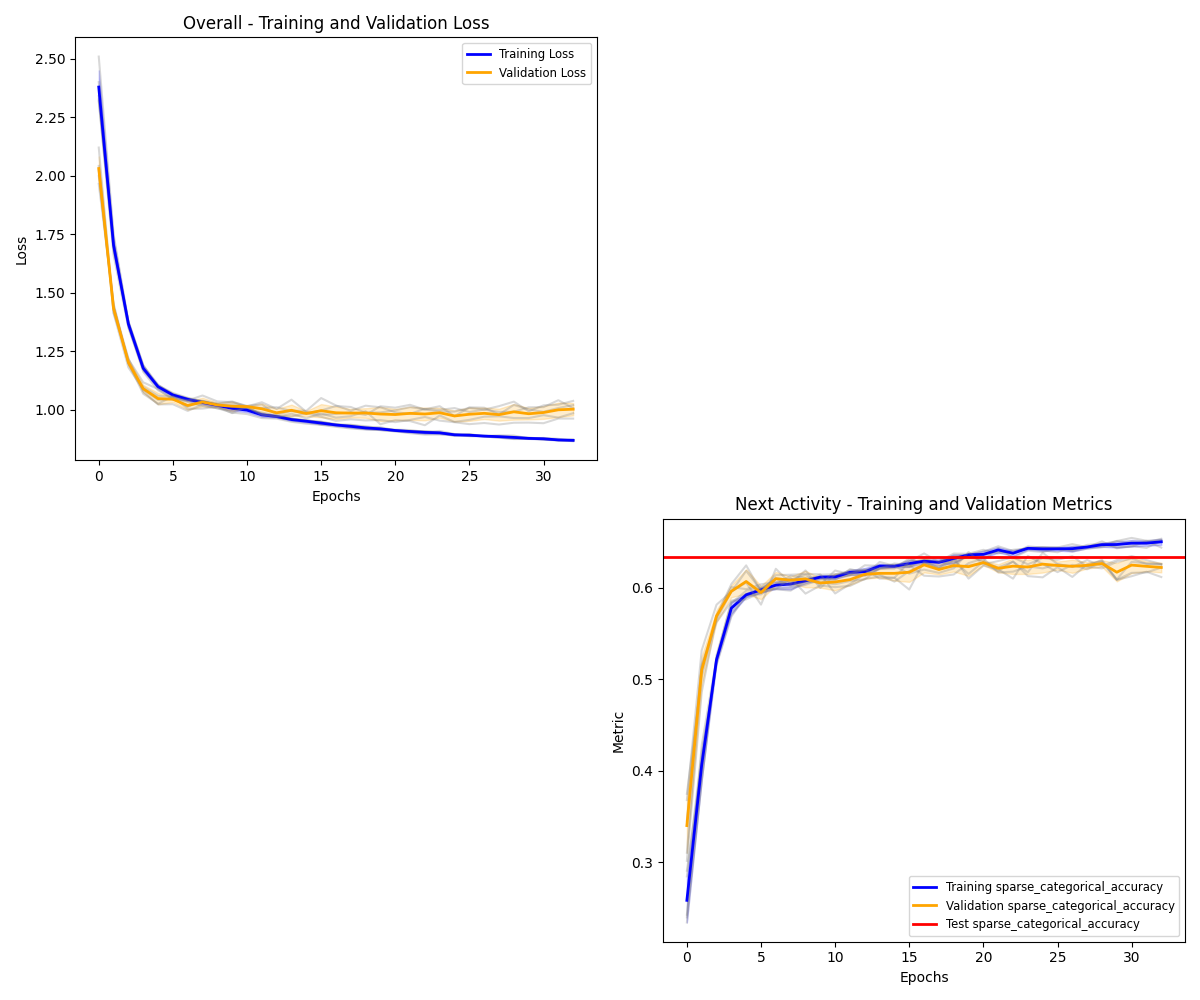 Overall - Training and Validation Loss
2.50
2.25
2.00
1.75
1.50
1.25
1.00
Loss
Training Loss
Validation Loss
0 5 10 15 20 25 30
Epochs
Next Activity - Training and Validation Metrics
0.6
0.5
0.4
0.3
Metric
Training sparse_categorical_accuracy
Validation sparse_categorical_accuracy
Test sparse_categorical_accuracy
0 5 10 15 20 25 30
Epochs